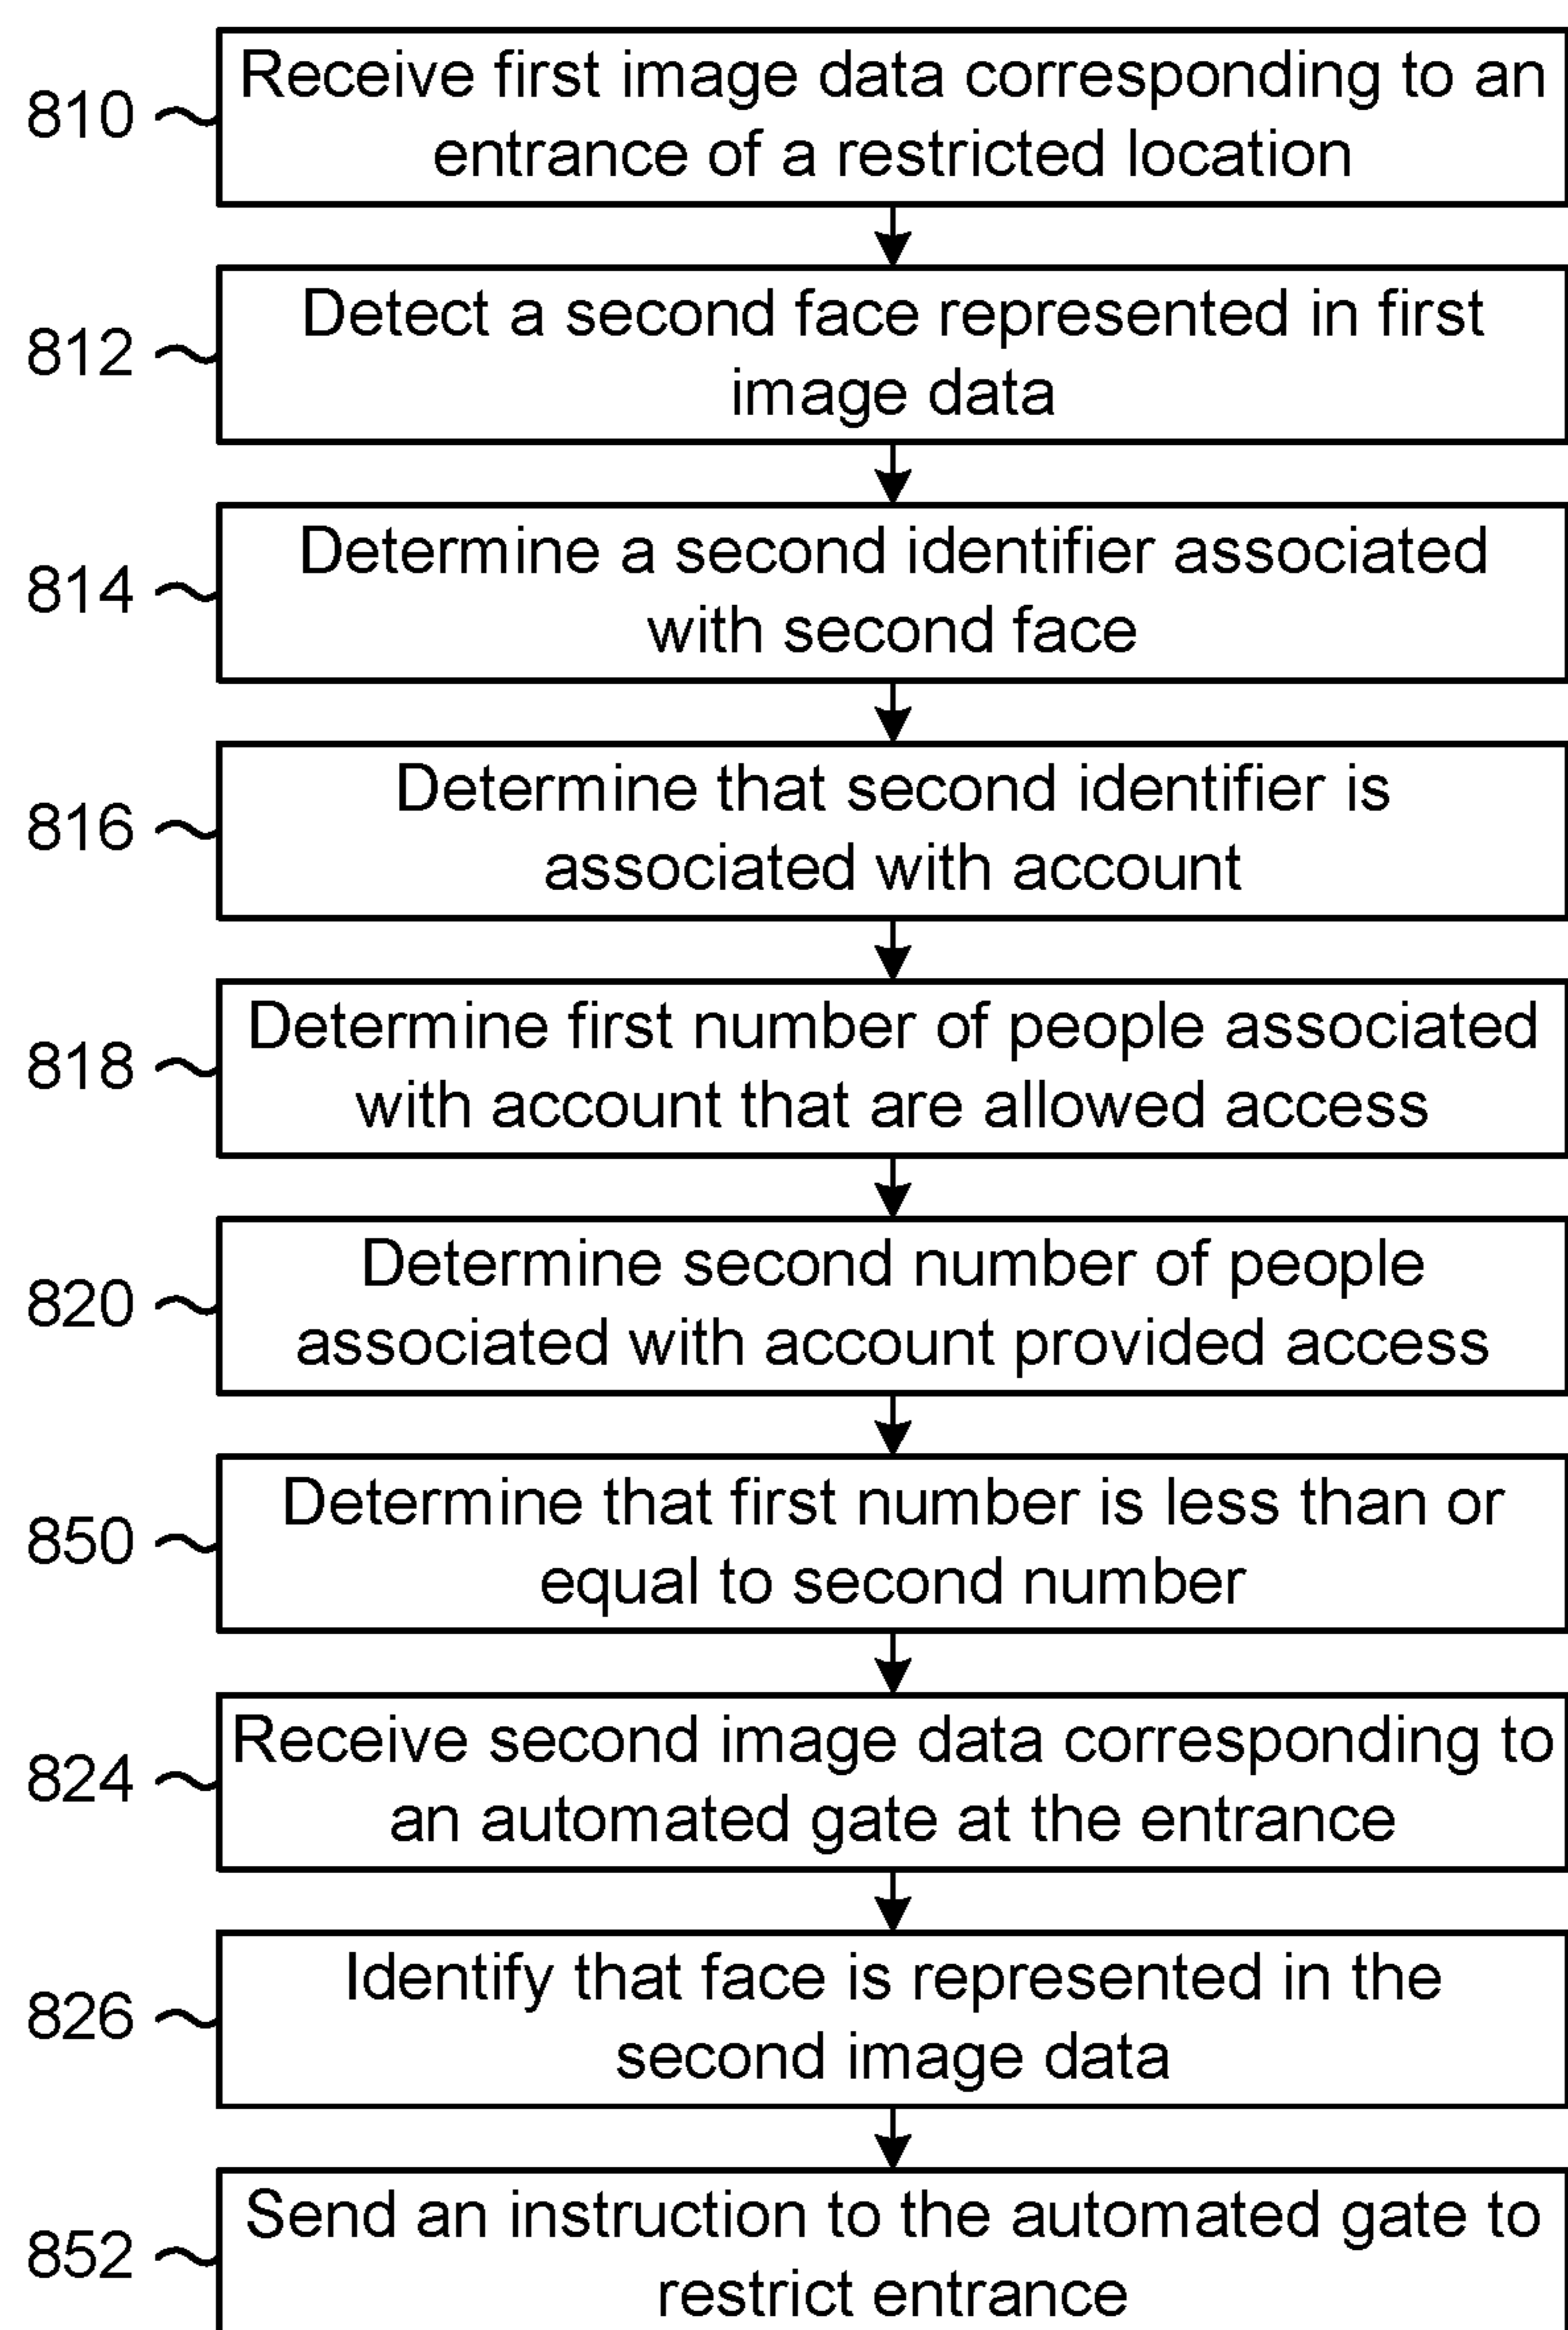 Receive first image data corresponding to an
810
entrance of a restricted location
Detect a second face represented in first
812
image data
Determine a second identifier associated
814
with second face
Determine that second identifier is
816
associated with account
Determine first number of people associated
818
with account that are allowed access
Determine second number of people
820
associated with account provided access
Determine that first number is less than or
850
equal to second number
Receive second image data corresponding to
824
an automated gate at the entrance
Identify that face is represented in the
826
second image data
Send an instruction to the automated gate to
852
restrict entrance